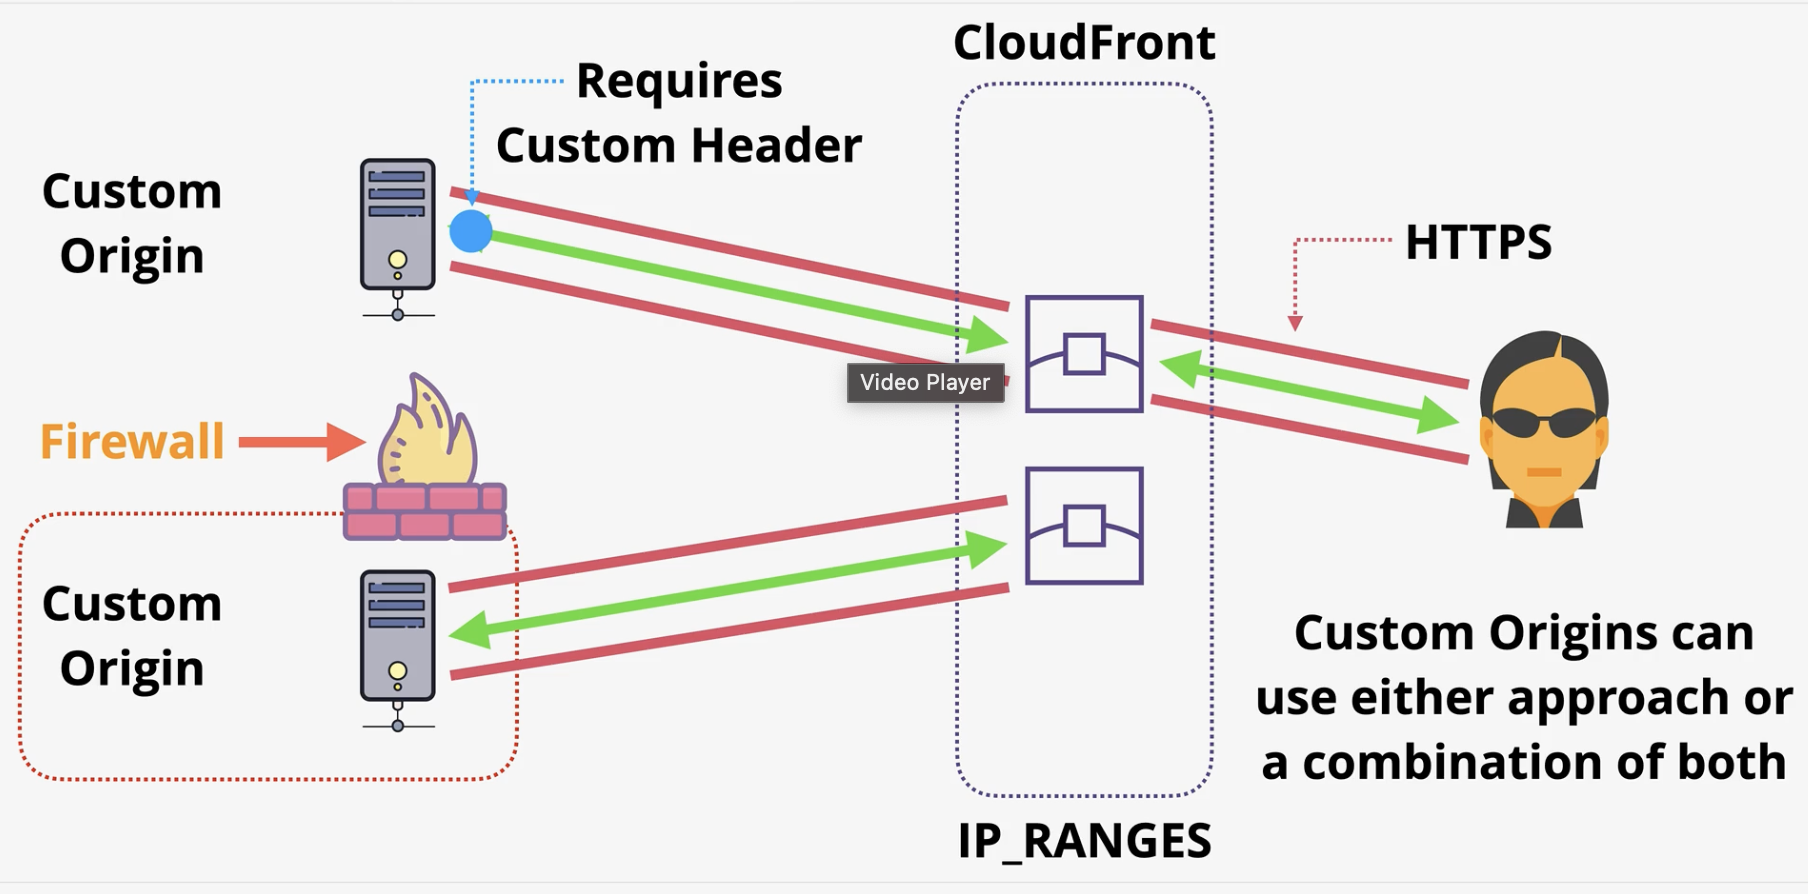 CloudFront
Requires
Custom Header
Custom
Origin
HTTPS
Video Player
Firewall
Custom
Origin
Custom Origins can
use either approach or
a combination of both
IP_RANGES